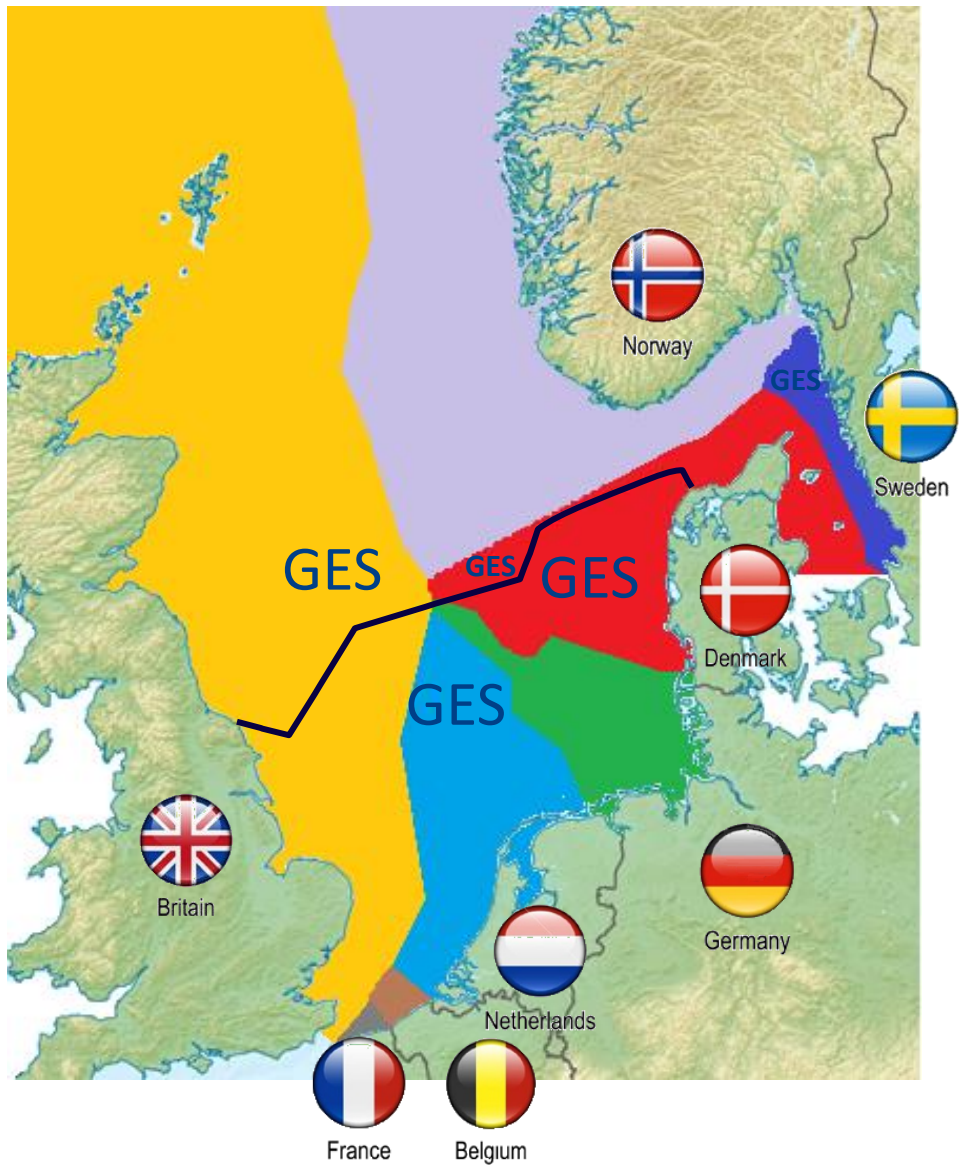 Norway
GES
Sweden
GES
GES
GES
Denmark
GES
Britain
Germany
Netherlands
France
Belgium